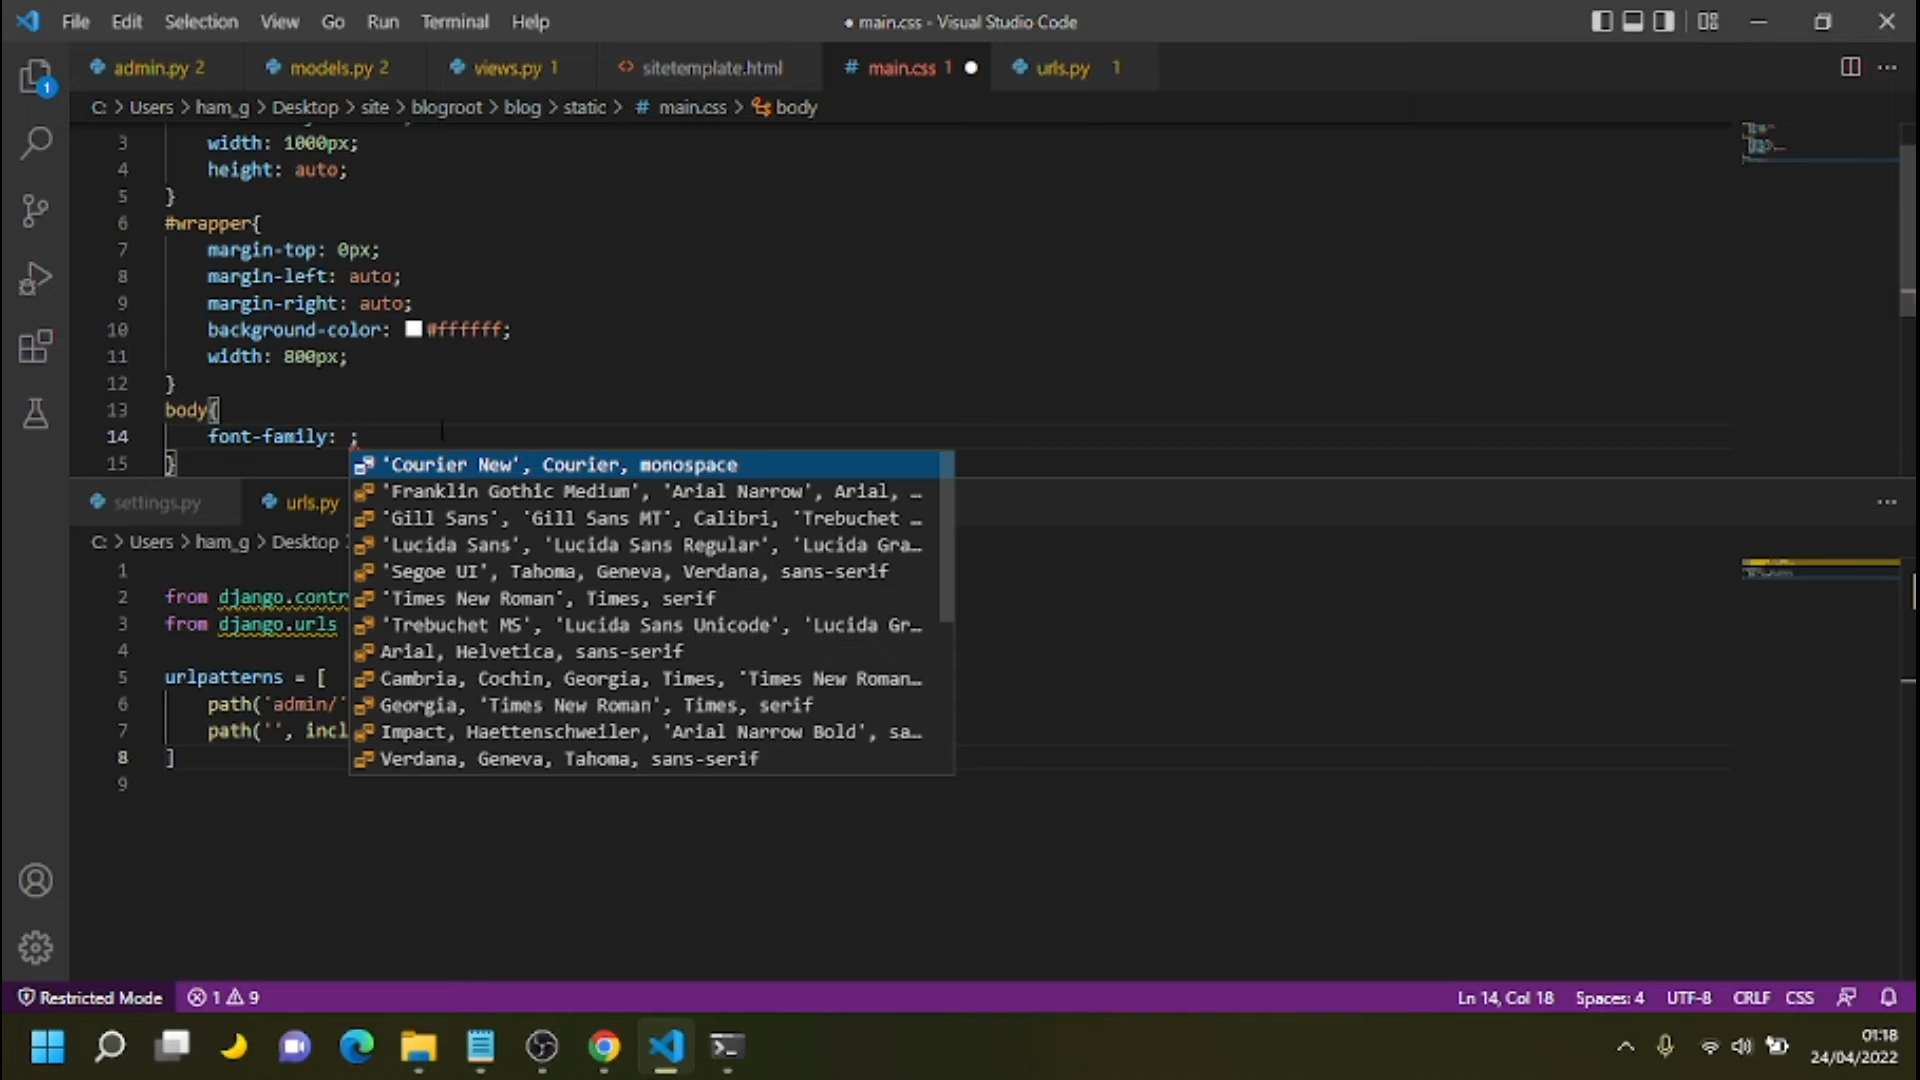 File Edit Selection View Go Run Terminal Help
● main.css - Visual Studio Code
admin.py 2 models.py 2 views.py 1 <> sitetemplate.html # main.css 1 ● urls.py 1 ...
C: > Users > ham_g > Desktop > site > blogroot > blog > static > # main.css > body
3 width: 1000px;
4 height: auto;
5 }
6 #wrapper{
7 margin-top: 0px;
8 margin-left: auto;
9 margin-right: auto;
10 background-color: #ffffff;
11 width: 800px;
12 }
13 body{
14 font-family: ;
15 }
'Courier New', Courier, monospace
'Franklin Gothic Medium', 'Arial Narrow', Arial, …
'Gill Sans', 'Gill Sans MT', Calibri, 'Trebuchet …
'Lucida Sans', 'Lucida Sans Regular', 'Lucida Gra…
'Segoe UI', Tahoma, Geneva, Verdana, sans-serif
'Times New Roman', Times, serif
'Trebuchet MS', 'Lucida Sans Unicode', 'Lucida Gr…
Arial, Helvetica, sans-serif
Cambria, Cochin, Georgia, Times, 'Times New Roman…
Georgia, 'Times New Roman', Times, serif
Impact, Haettenschweiler, 'Arial Narrow Bold', sa…
Verdana, Geneva, Tahoma, sans-serif
settings.py urls.py ...
C: > Users > ham_g > Desktop
1
2 from django.contr
3 from django.urls
4
5 urlpatterns = [
6 path('admin/'
7 path('', incl
8 ]
9
1
Restricted Mode 1 9 Ln 14, Col 18 Spaces: 4 UTF-8 CRLF CSS
01:18
24/04/2022